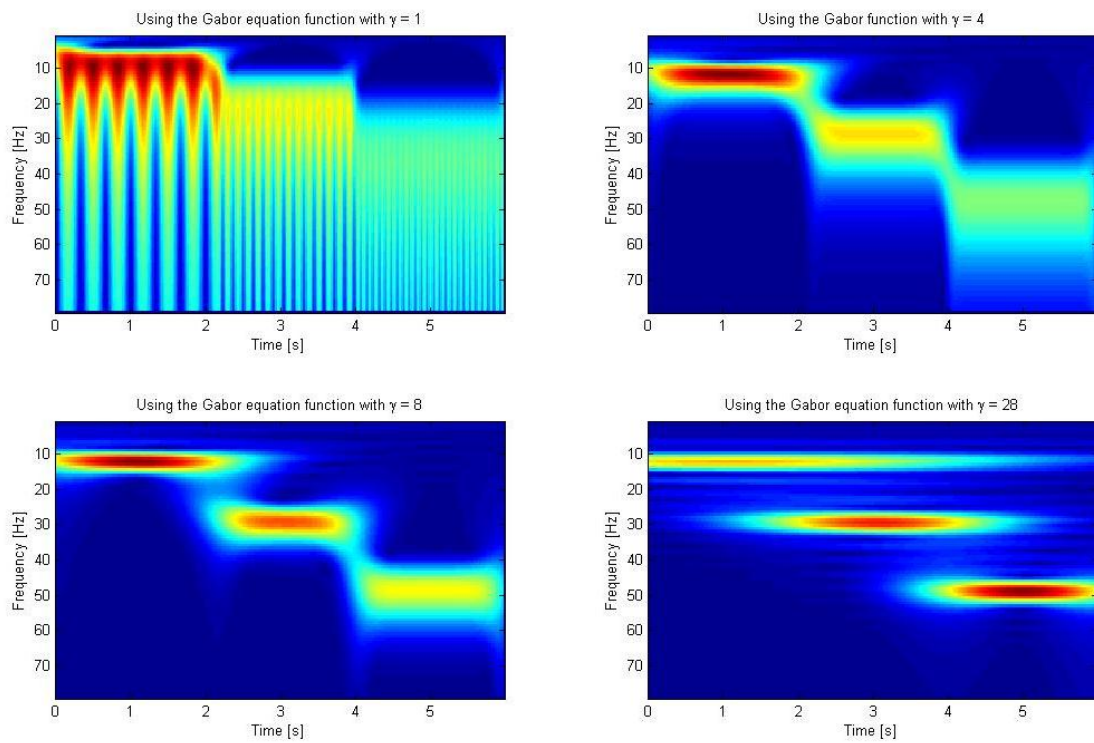 Using the Gabor equation function with γ = 1
Frequency [Hz]
10
20
30
40
50
60
70
0 1 2 3 4 5
Time [s]
Using the Gabor function with γ = 4
Frequency [Hz]
10
20
30
40
50
60
70
0 1 2 3 4 5
Time [s]
Using the Gabor equation function with γ = 8
Frequency [Hz]
10
20
30
40
50
60
70
0 1 2 3 4 5
Time [s]
Using the Gabor equation function with γ = 28
Frequency [Hz]
10
20
30
40
50
60
70
0 1 2 3 4 5
Time [s]